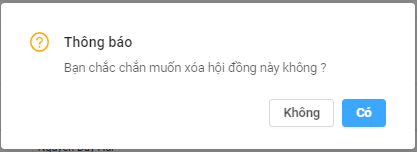 Thông báo
Bạn chắc chắn muốn xóa hội đồng này không ?
Không
Có